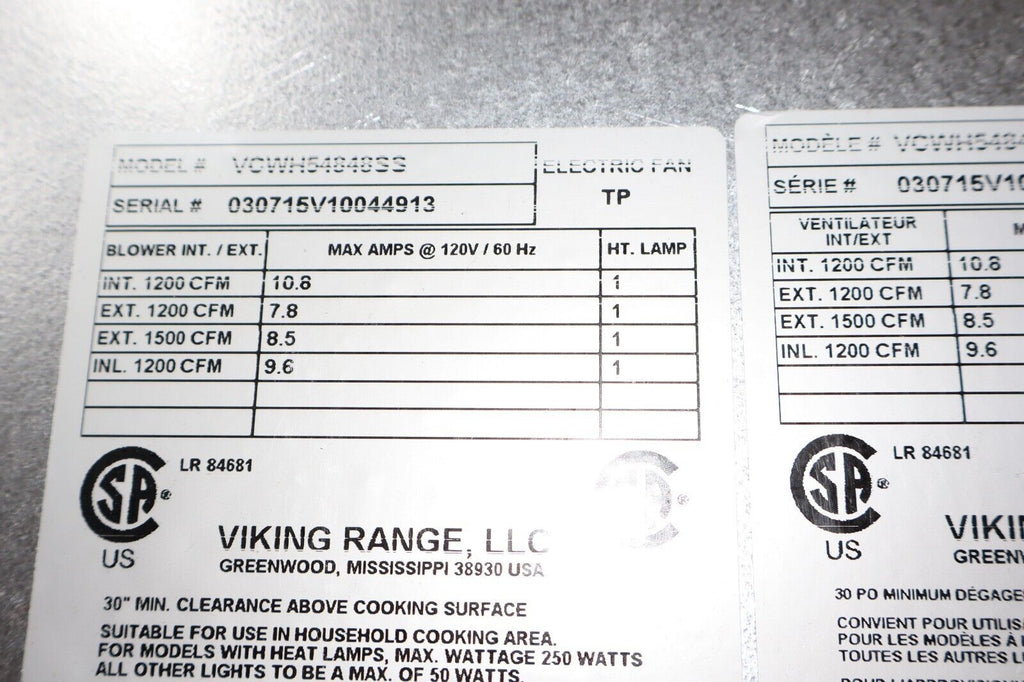 MODEL # VCWH54848SS
ELECTRIC FAN
SERIAL # 030715V10044913
TP
BLOWER INT. / EXT. MAX AMPS @ 120V / 60 Hz HT. LAMP
INT. 1200 CFM 10.8 1
EXT. 1200 CFM 7.8 1
EXT. 1500 CFM 8.5 1
INL. 1200 CFM 9.6 1
LR 84681
SA ®
US
VIKING RANGE, LLC
GREENWOOD, MISSISSIPPI 38930 USA
30" MIN. CLEARANCE ABOVE COOKING SURFACE
SUITABLE FOR USE IN HOUSEHOLD COOKING AREA.
FOR MODELS WITH HEAT LAMPS, MAX. WATTAGE 250 WATTS
ALL OTHER LIGHTS TO BE A MAX. OF 50 WATTS.
MODÈLE # VCWH5484
SÉRIE # 030715V10
VENTILATEUR
INT/EXT
M
INT. 1200 CFM 10.8
EXT. 1200 CFM 7.8
EXT. 1500 CFM 8.5
INL. 1200 CFM 9.6
LR 84681
SA ®
US
VIKI
GREENW
30 PO MINIMUM DÉGAGE
CONVIENT POUR UTILIS
POUR LES MODÈLES À
TOUTES LES AUTRES L